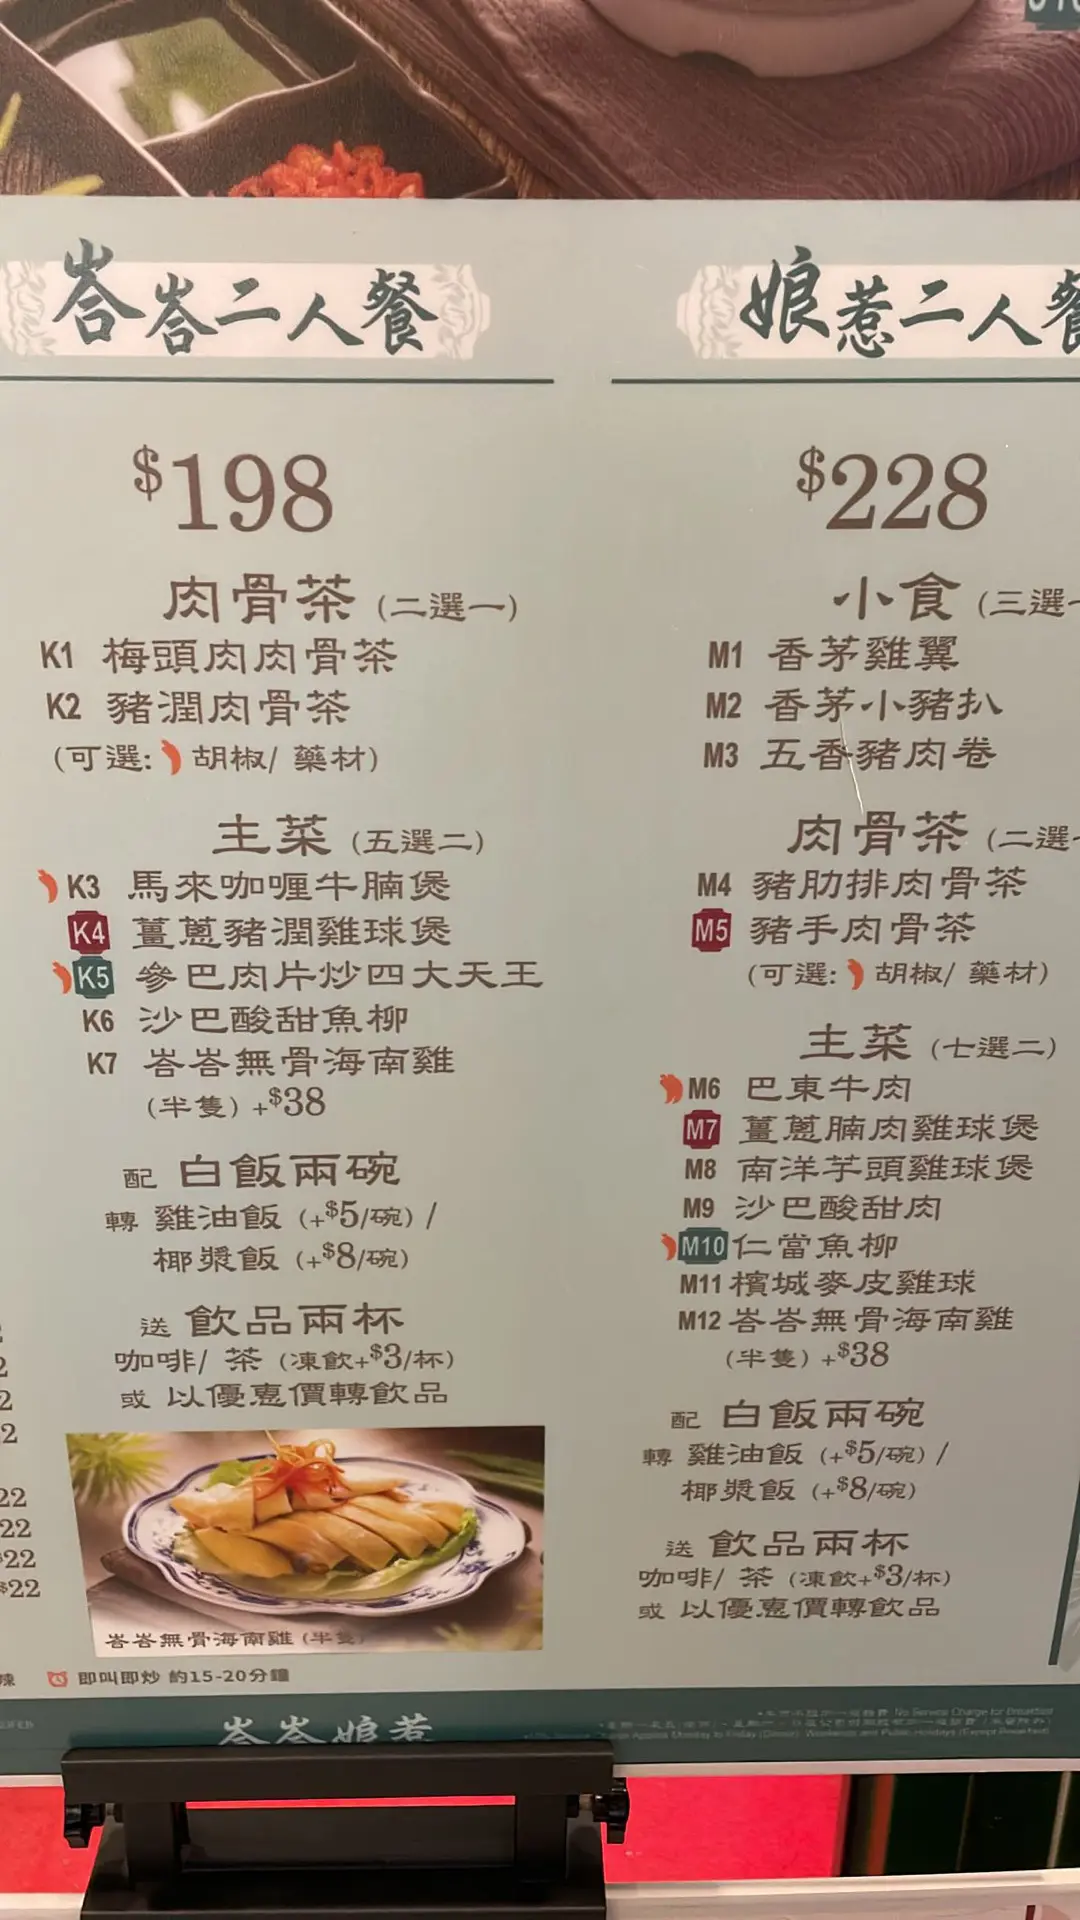 峇峇二人餐
$198
肉骨茶 (二選一)
K1 梅頭肉肉骨茶
K2 豬潤肉骨茶
(可選: 胡椒/ 藥材)
主菜 (五選二)
K3 馬來咖喱牛腩煲
K4 薑蔥豬潤雞球煲
K5 參巴肉片炒四大天王
K6 沙巴酸甜魚柳
K7 峇峇無骨海南雞
(半隻) +$38
配 白飯兩碗
轉 雞油飯 (+$5/碗) /
椰漿飯 (+$8/碗)
送 飲品兩杯
咖啡/ 茶 (凍飲+$3/杯)
或 以優惠價轉飲品
峇峇無骨海南雞 (半隻)
22
22
$22
$22
辣 即叫即炒 約15-20分鐘
峇峇娘惹
娘惹二人餐
$228
小食 (三選一
M1 香茅雞翼
M2 香茅小豬扒
M3 五香豬肉卷
肉骨茶 (二選一
M4 豬肋排肉骨茶
M5 豬手肉骨茶
(可選: 胡椒/ 藥材)
主菜 (七選二)
M6 巴東牛肉
M7 薑蔥腩肉雞球煲
M8 南洋芋頭雞球煲
M9 沙巴酸甜肉
M10 仁當魚柳
M11 檳城麥皮雞球
M12 峇峇無骨海南雞
(半隻) +$38
配 白飯兩碗
轉 雞油飯 (+$5/碗) /
椰漿飯 (+$8/碗)
送 飲品兩杯
咖啡/ 茶 (凍飲+$3/杯)
或 以優惠價轉飲品
No Service Charge for Breakfast